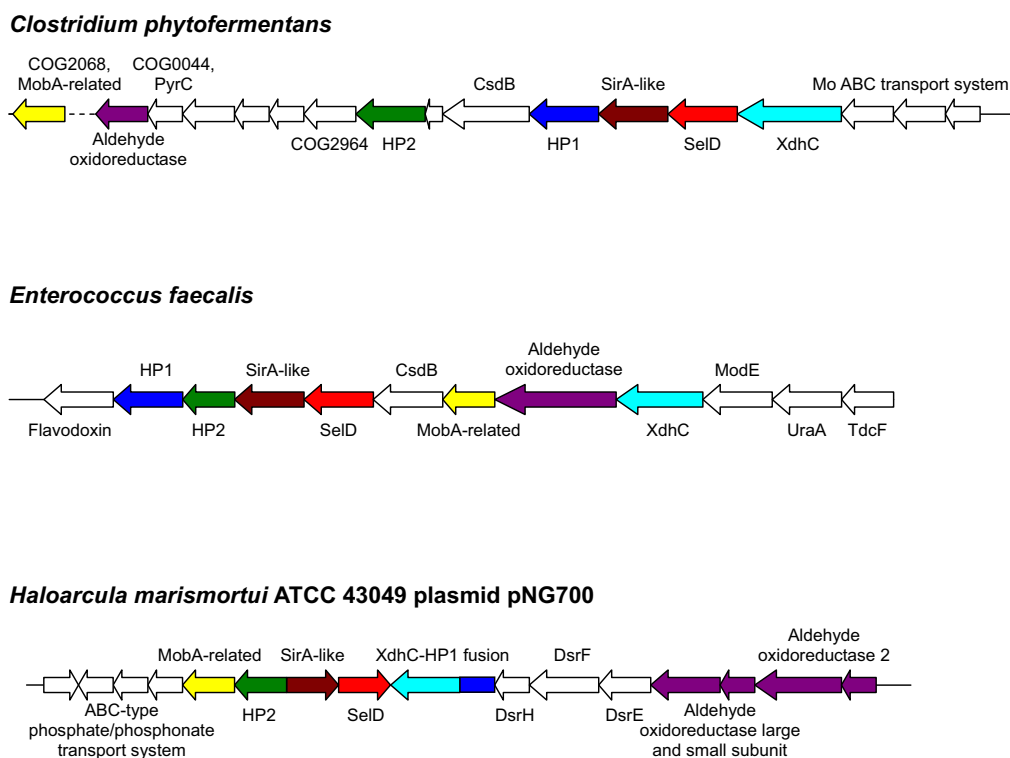 Clostridium phytofermentans
COG2068, COG0044,
MobA-related PyrC CsdB SirA-like Mo ABC transport system
Aldehyde COG2964 HP2 HP1 SelD XdhC
oxidoreductase
Enterococcus faecalis
Aldehyde
HP1 SirA-like CsdB oxidoreductase ModE
Flavodoxin HP2 SelD MobA-related XdhC UraA TdcF
Haloarcula marismortui ATCC 43049 plasmid pNG700
Aldehyde
MobA-related SirA-like XdhC-HP1 fusion DsrF oxidoreductase 2
ABC-type HP2 SelD DsrH DsrE Aldehyde
phosphate/phosphonate oxidoreductase large
transport system and small subunit